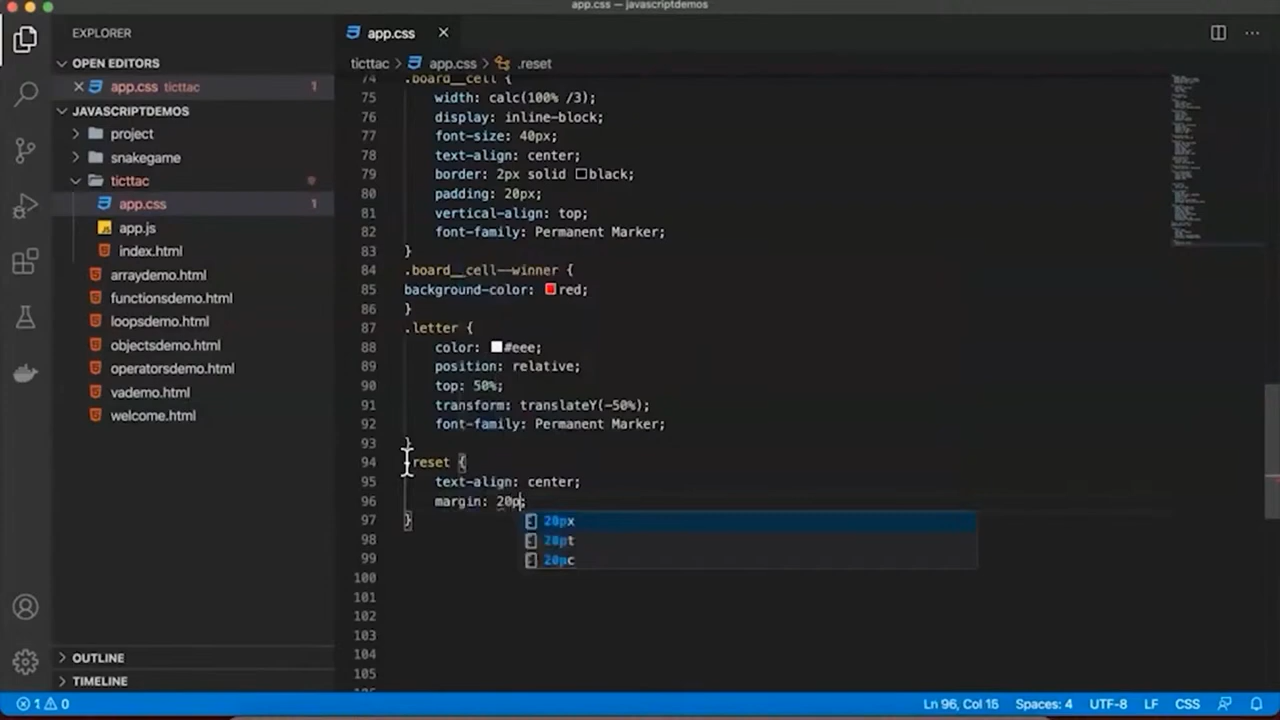 app.css — javascriptdemos
EXPLORER
OPEN EDITORS
app.css ticttac 1
JAVASCRIPTDEMOS
project
snakegame
ticttac
app.css 1
app.js
index.html
arraydemo.html
functionsdemo.html
loopsdemo.html
objectsdemo.html
operatorsdemo.html
vademo.html
welcome.html
OUTLINE
TIMELINE
app.css
ticttac > app.css > .reset
74 .board__cell {
75 width: calc(100% /3);
76 display: inline-block;
77 font-size: 40px;
78 text-align: center;
79 border: 2px solid black;
80 padding: 20px;
81 vertical-align: top;
82 font-family: Permanent Marker;
83 }
84 .board__cell--winner {
85 background-color: red;
86 }
87 .letter {
88 color: #eee;
89 position: relative;
90 top: 50%;
91 transform: translateY(-50%);
92 font-family: Permanent Marker;
93 }
94 .reset {
95 text-align: center;
96 margin: 20p;
97 }
20px
20pt
20pc
98
99
100
101
102
103
104
105
1 0
Ln 96, Col 15 Spaces: 4 UTF-8 LF CSS